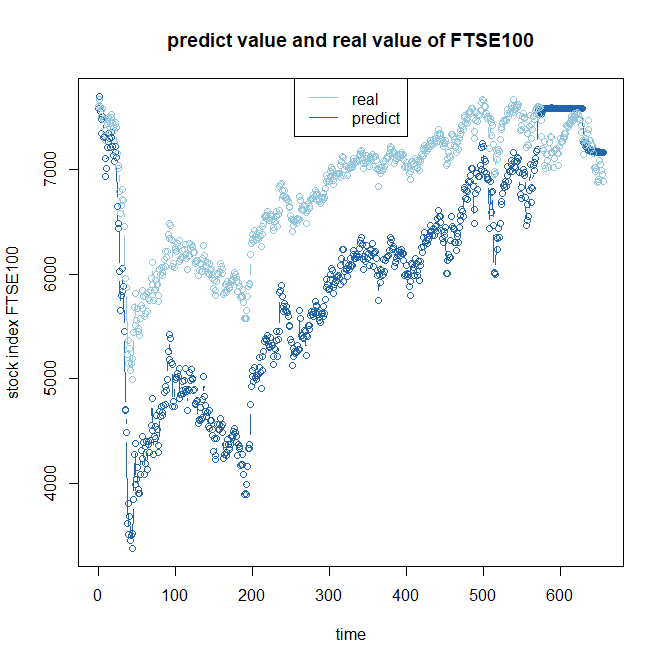 predict value and real value of FTSE100
real
predict
7000
6000
5000
4000
stock index FTSE100
0 100 200 300 400 500 600
time